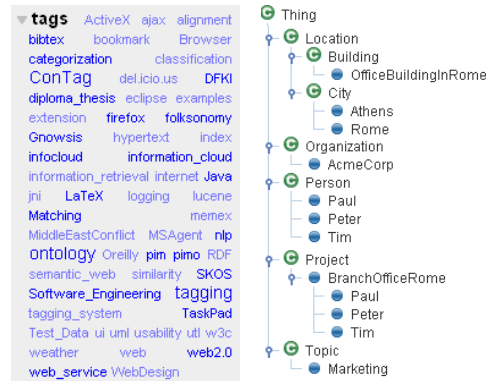 tags ActiveX ajax alignment
bibtex bookmark Browser
categorization classification
ConTag del.icio.us DFKI
diploma_thesis eclipse examples
extension firefox folksonomy
Gnowsis hypertext index
infocloud information_cloud
information_retrieval internet Java
jni LaTeX logging lucene
Matching memex
MiddleEastConflict MSAgent nlp
ontology Oreilly pim pimo RDF
semantic_web similarity SKOS
Software_Engineering tagging
tagging_system TaskPad
Test_Data ui uml usability utl w3c
weather web web2.0
web_service WebDesign
C Thing
C Location
C Building
OfficeBuildingInRome
C City
Athens
Rome
C Organization
AcmeCorp
C Person
Paul
Peter
Tim
C Project
BranchOfficeRome
Paul
Peter
Tim
C Topic
Marketing